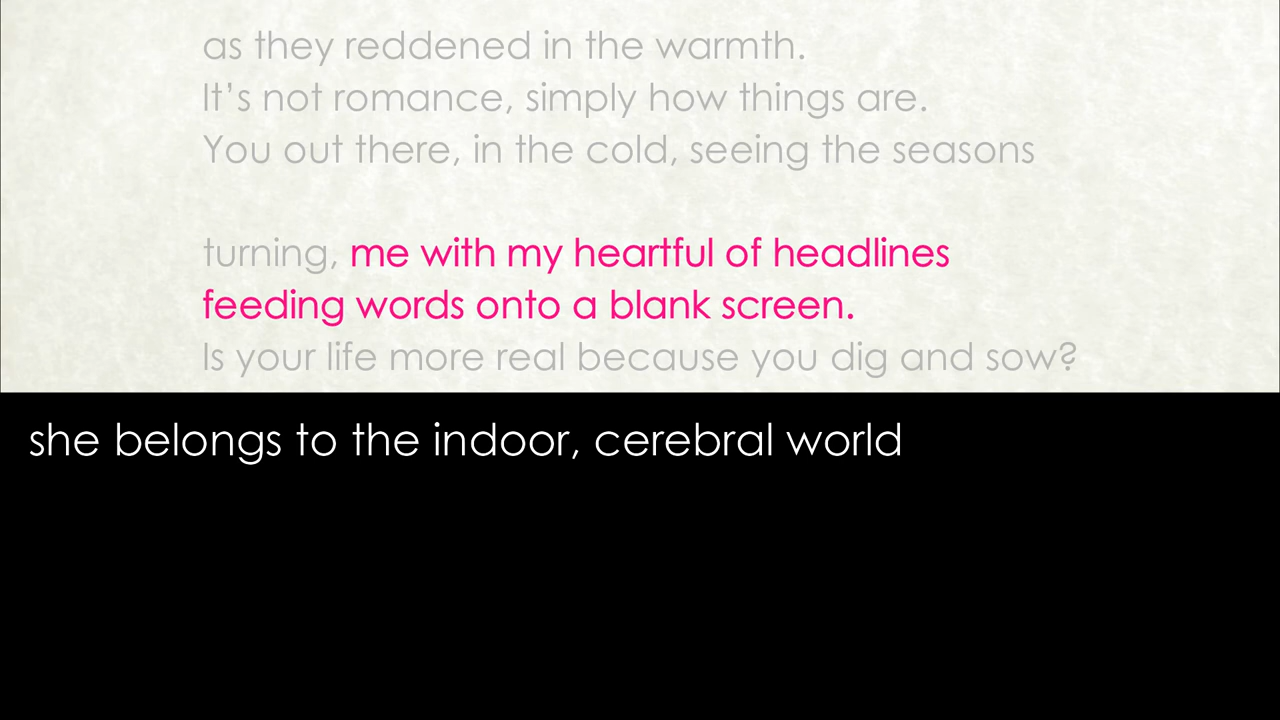 as they reddened in the warmth.
It’s not romance, simply how things are.
You out there, in the cold, seeing the seasons
turning, me with my heartful of headlines
feeding words onto a blank screen.
Is your life more real because you dig and sow?
she belongs to the indoor, cerebral world